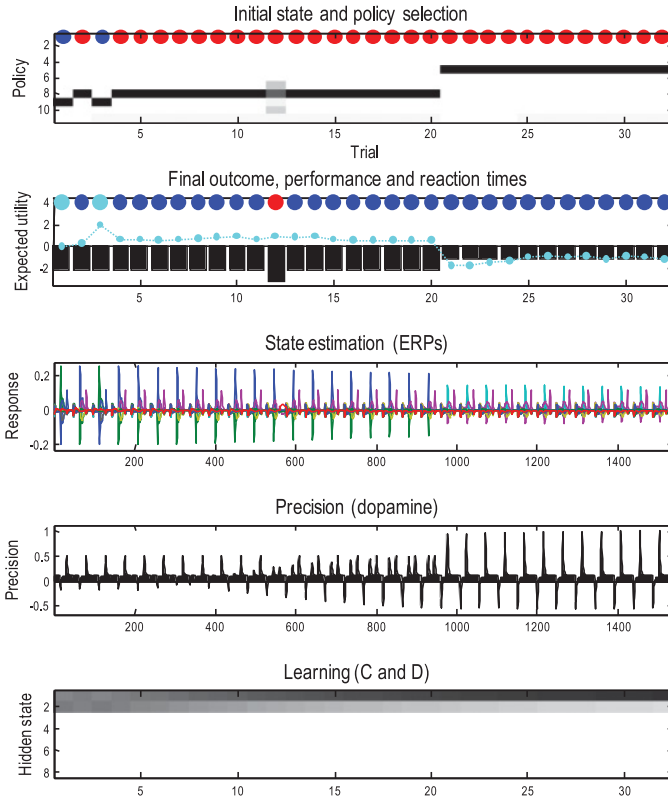 Initial state and policy selection
Policy
2
4
6
8
10
5 10 15 20 25 30
Trial
Final outcome, performance and reaction times
Expected utility
4
2
0
-2
5 10 15 20 25 30
State estimation (ERPs)
Response
0.2
0
-0.2
200 400 600 800 1000 1200 1400
Precision (dopamine)
Precision
1
0.5
0
-0.5
200 400 600 800 1000 1200 1400
Learning (C and D)
Hidden state
2
4
6
8
5 10 15 20 25 30